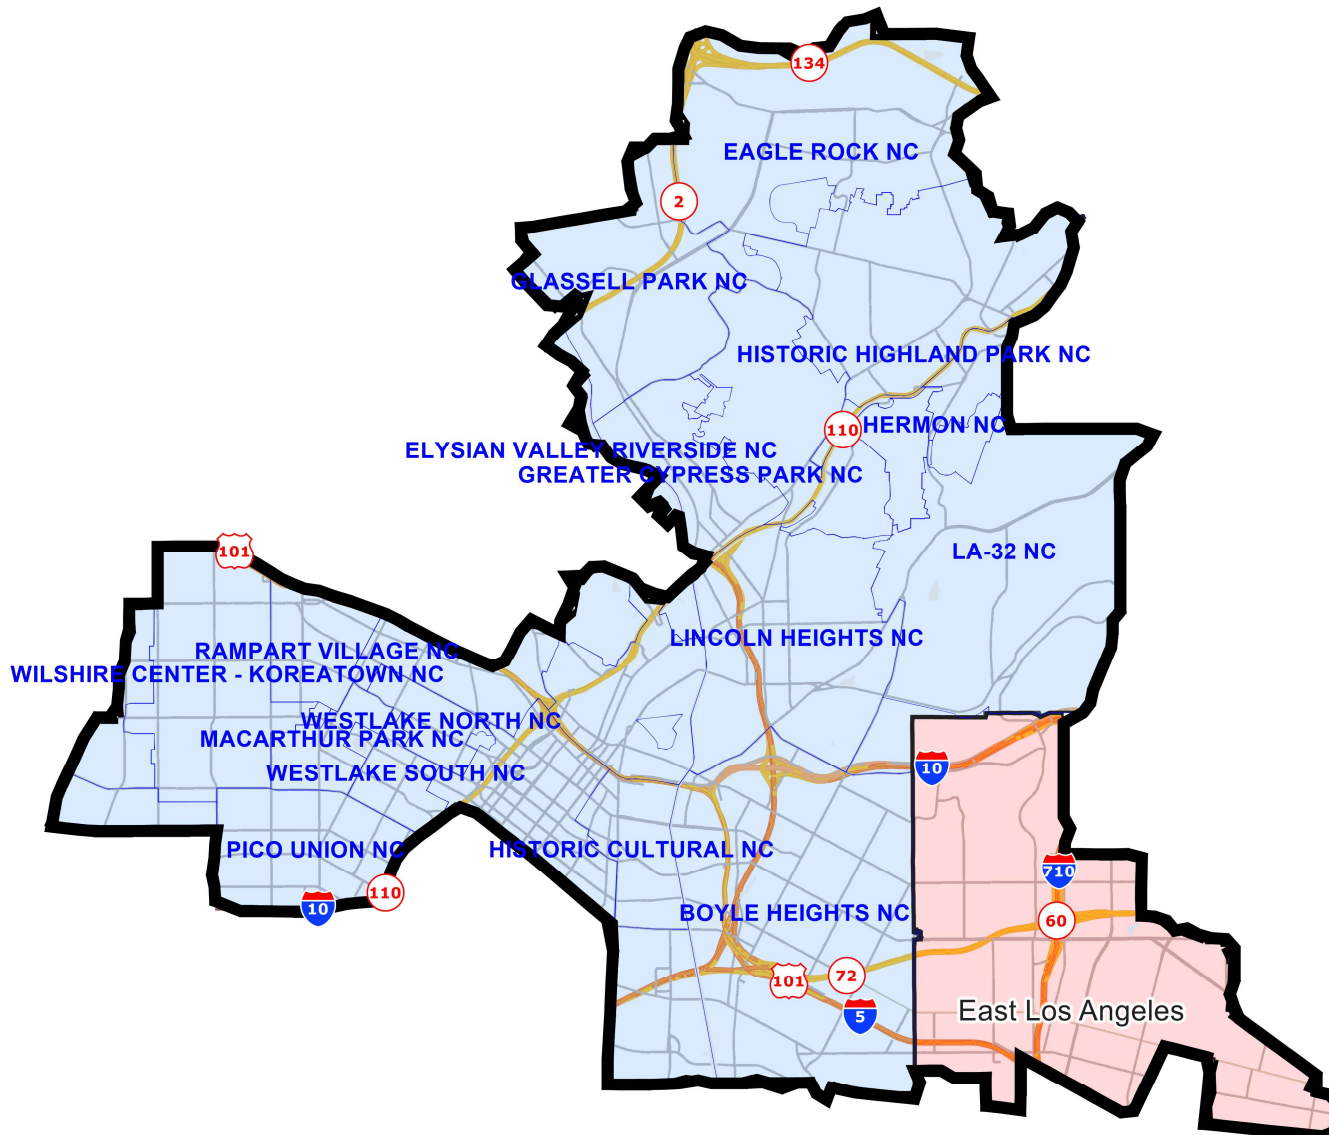 134
EAGLE ROCK NC
2
GLASSELL PARK NC
HISTORIC HIGHLAND PARK NC
110
HERMON NC
ELYSIAN VALLEY RIVERSIDE NC
GREATER CYPRESS PARK NC
101
LA-32 NC
LINCOLN HEIGHTS NC
RAMPART VILLAGE NC
WILSHIRE CENTER - KOREATOWN NC
WESTLAKE NORTH NC
MACARTHUR PARK NC
WESTLAKE SOUTH NC
10
PICO UNION NC
HISTORIC CULTURAL NC
710
110
10
BOYLE HEIGHTS NC
60
72
101
East Los Angeles
5